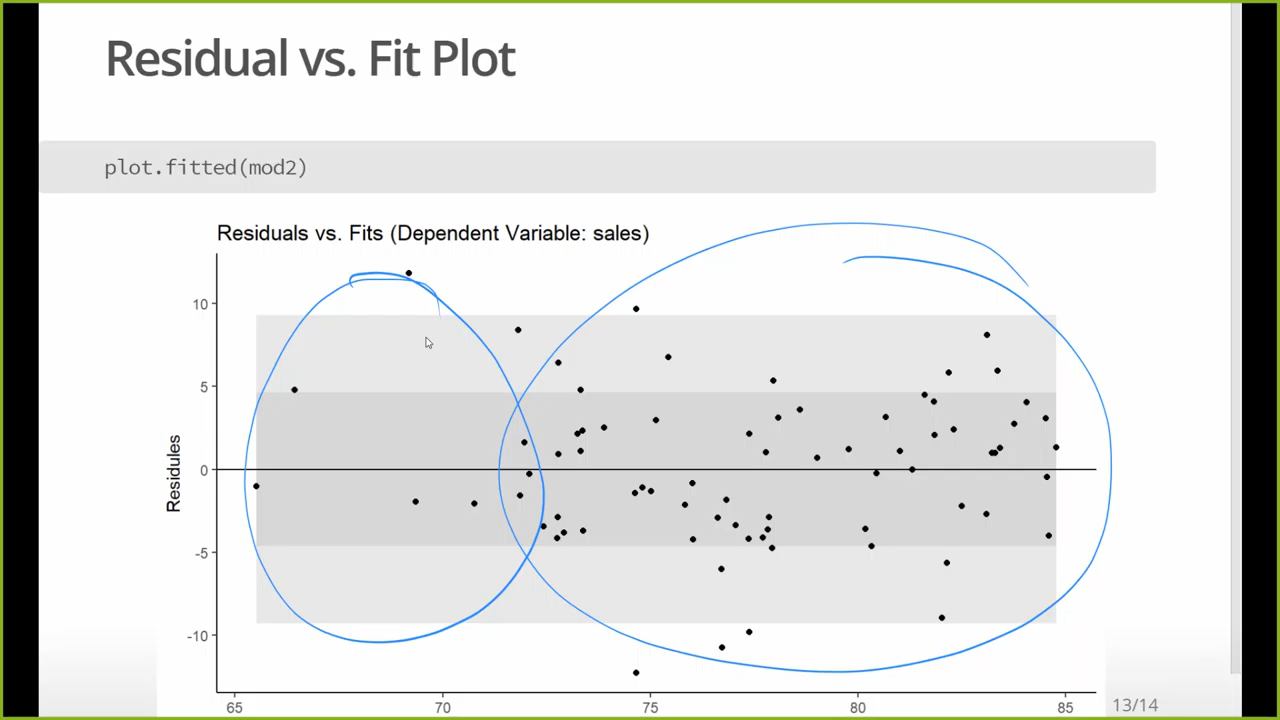 Residual vs. Fit Plot
plot.fitted(mod2)
Residuals vs. Fits (Dependent Variable: sales)
10
5
0
-5
-10
Residules
65
70
75
80
85
13/14